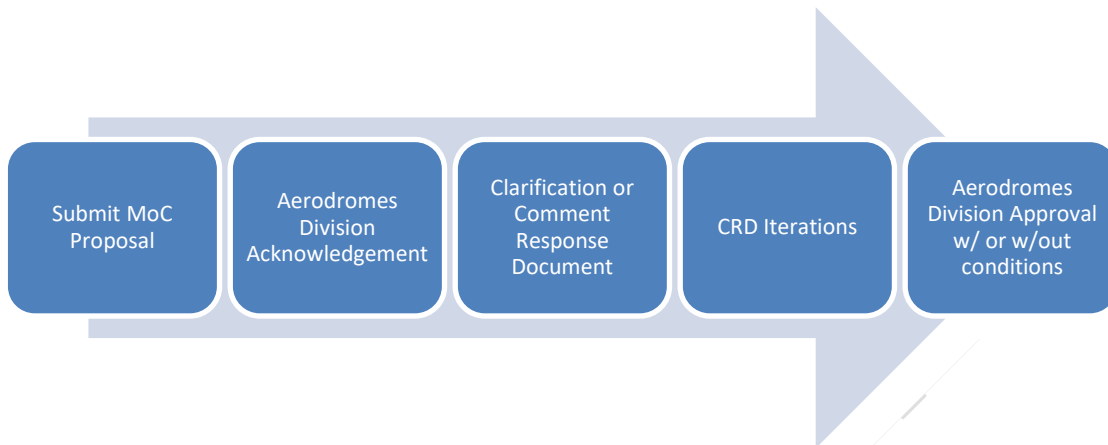 Submit MoC
Proposal
Aerodromes
Division
Acknowledgement
Clarification or
Comment
Response
Document
CRD Iterations
Aerodromes
Division Approval
w/ or w/out
conditions